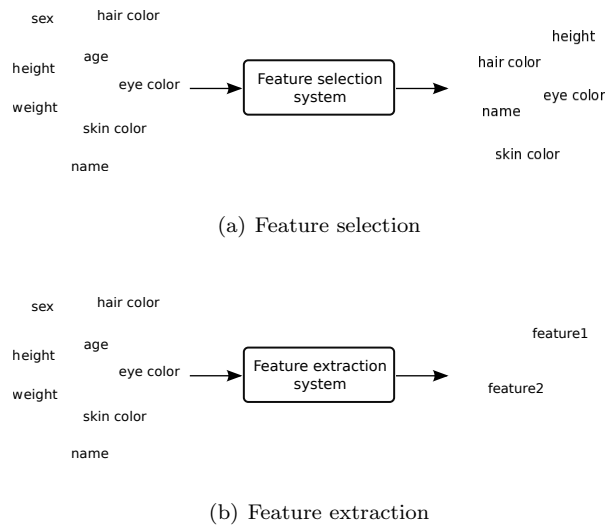 sex
hair color
age
height
eye color
weight
skin color
name
Feature selection
system
height
hair color
eye color
name
skin color
(a) Feature selection
sex
hair color
age
height
eye color
weight
skin color
name
Feature extraction
system
feature1
feature2
(b) Feature extraction